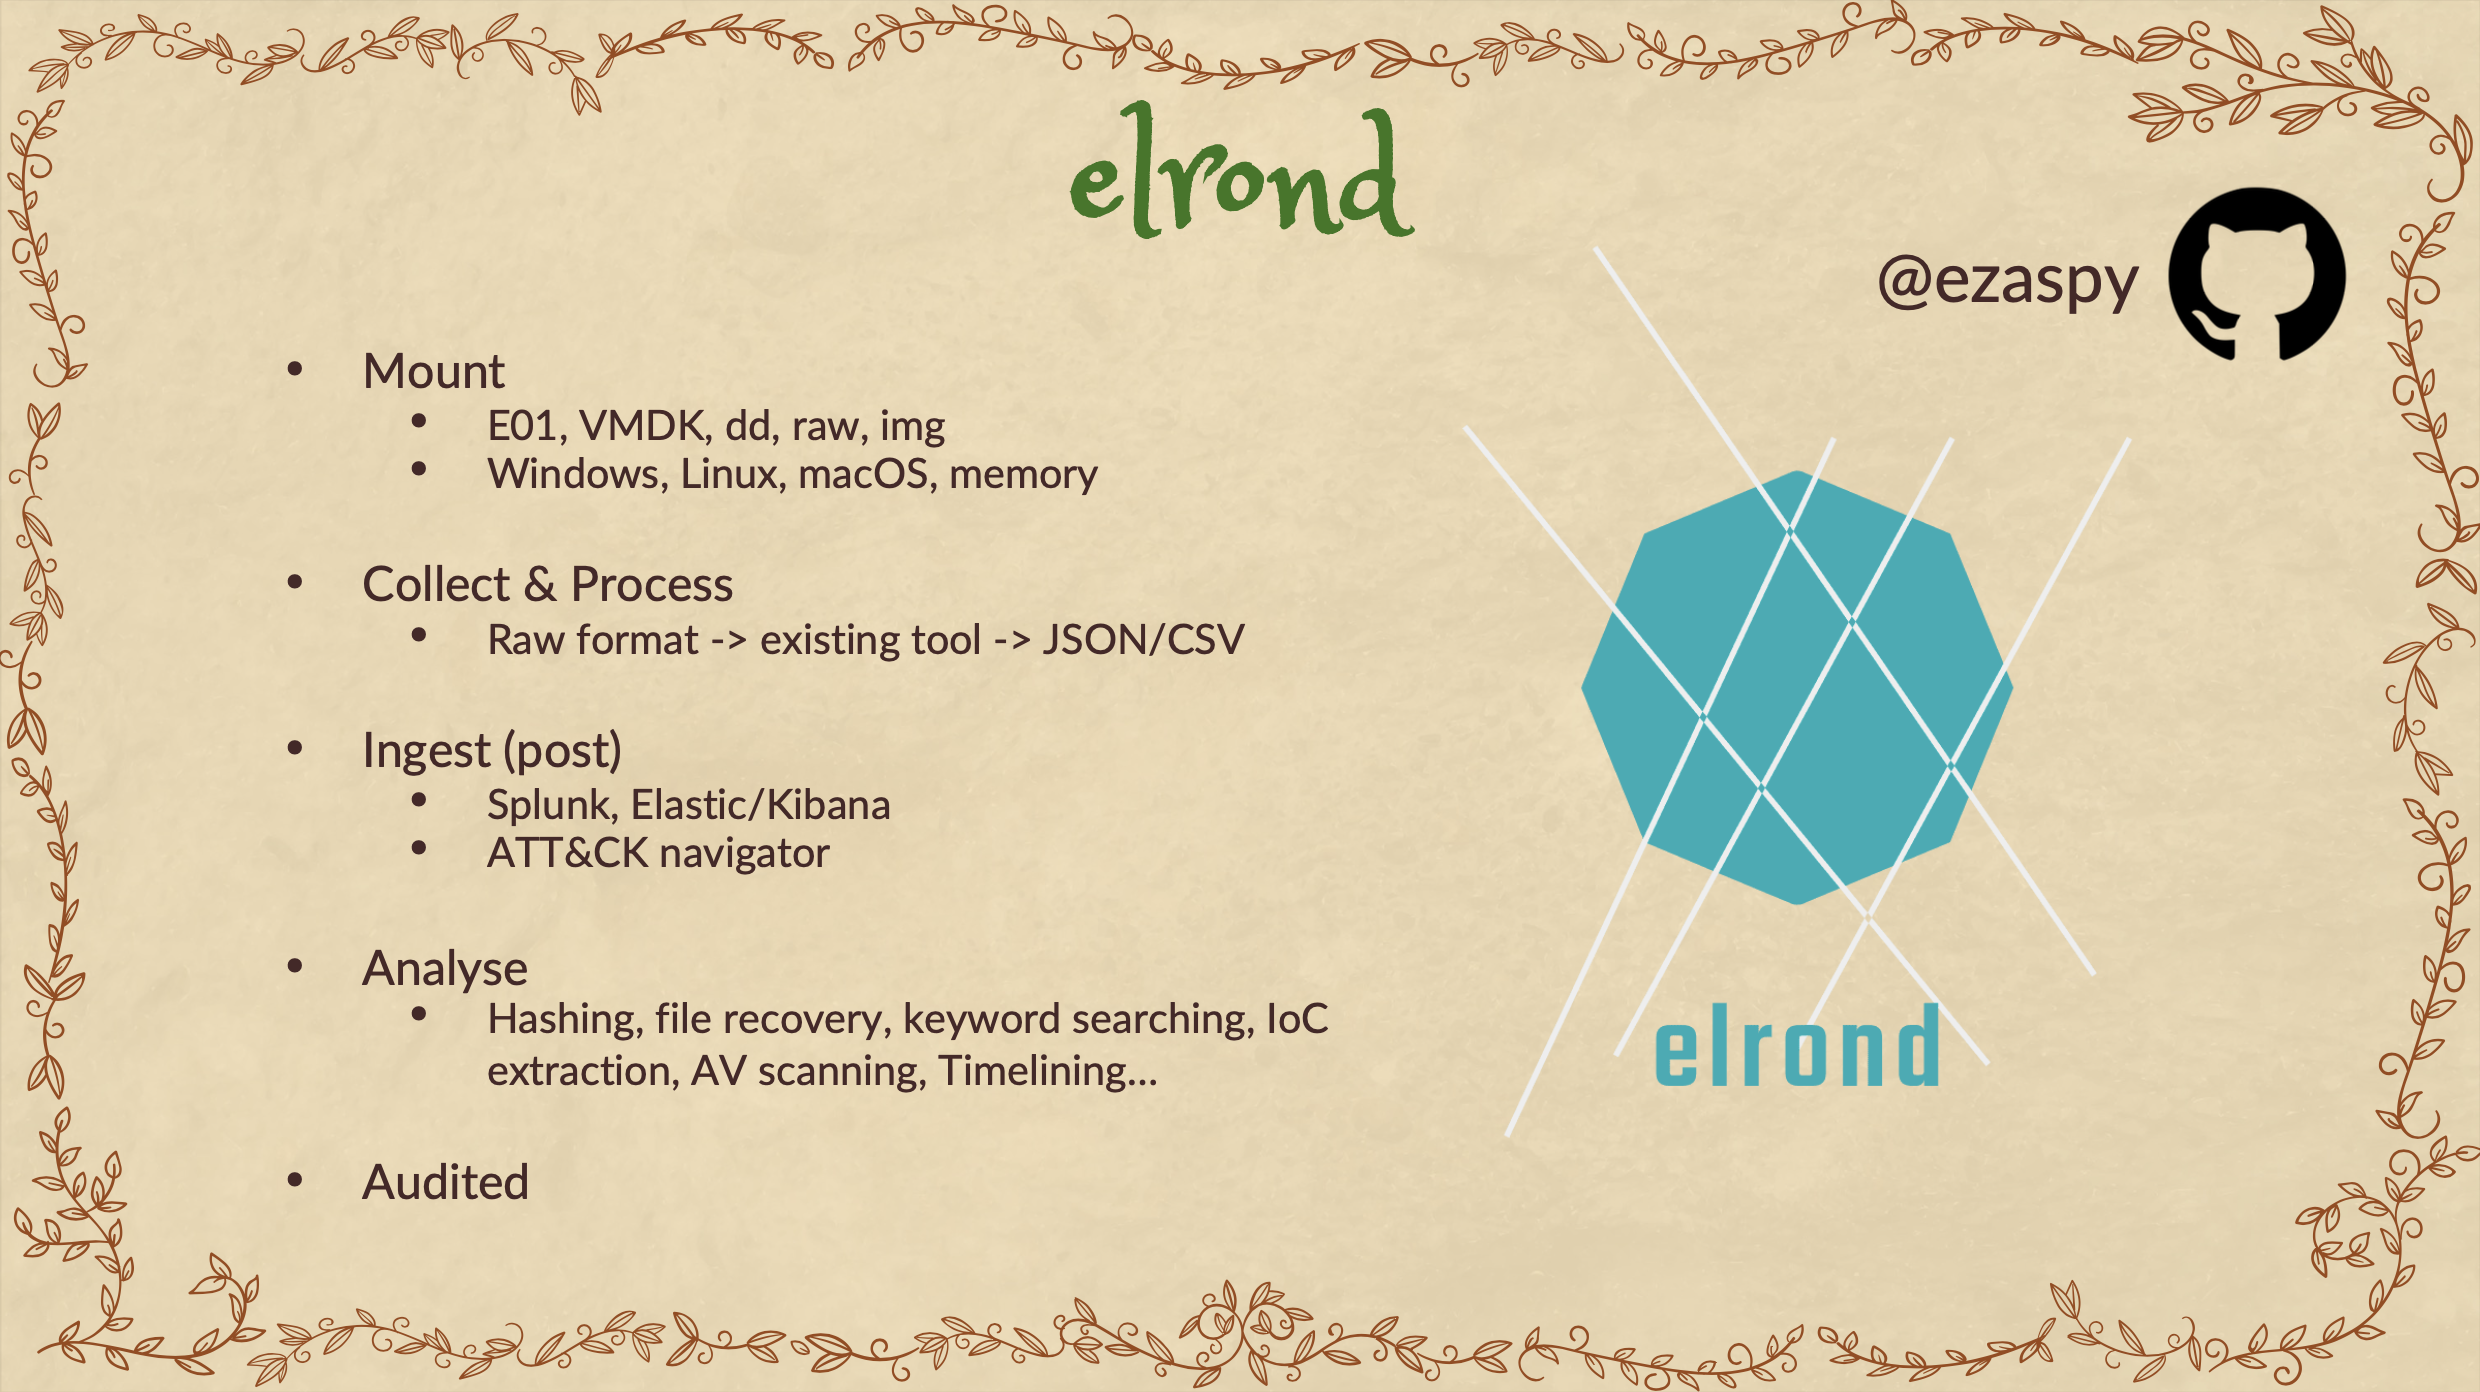 elrond
@ezaspy
• Mount
• E01, VMDK, dd, raw, img
• Windows, Linux, macOS, memory
• Collect & Process
• Raw format -> existing tool -> JSON/CSV
• Ingest (post)
• Splunk, Elastic/Kibana
• ATT&CK navigator
• Analyse
• Hashing, file recovery, keyword searching, IoC
extraction, AV scanning, Timelining...
• Audited
elrond